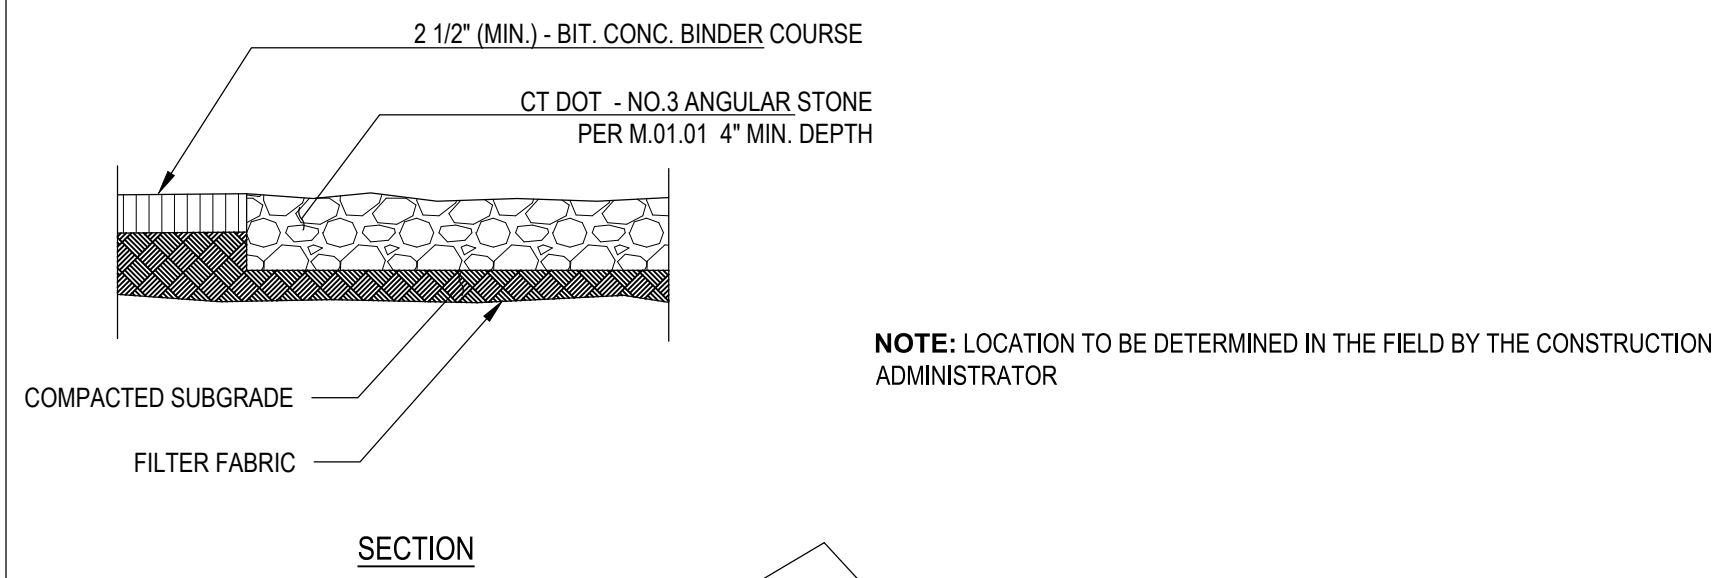 2 1/2" (MIN.) - BIT. CONC. BINDER COURSE
CT DOT - NO.3 ANGULAR STONE
PER M.01.01 4" MIN. DEPTH
NOTE: LOCATION TO BE DETERMINED IN THE FIELD BY THE CONSTRUCTION
ADMINISTRATOR
COMPACTED SUBGRADE
FILTER FABRIC
SECTION